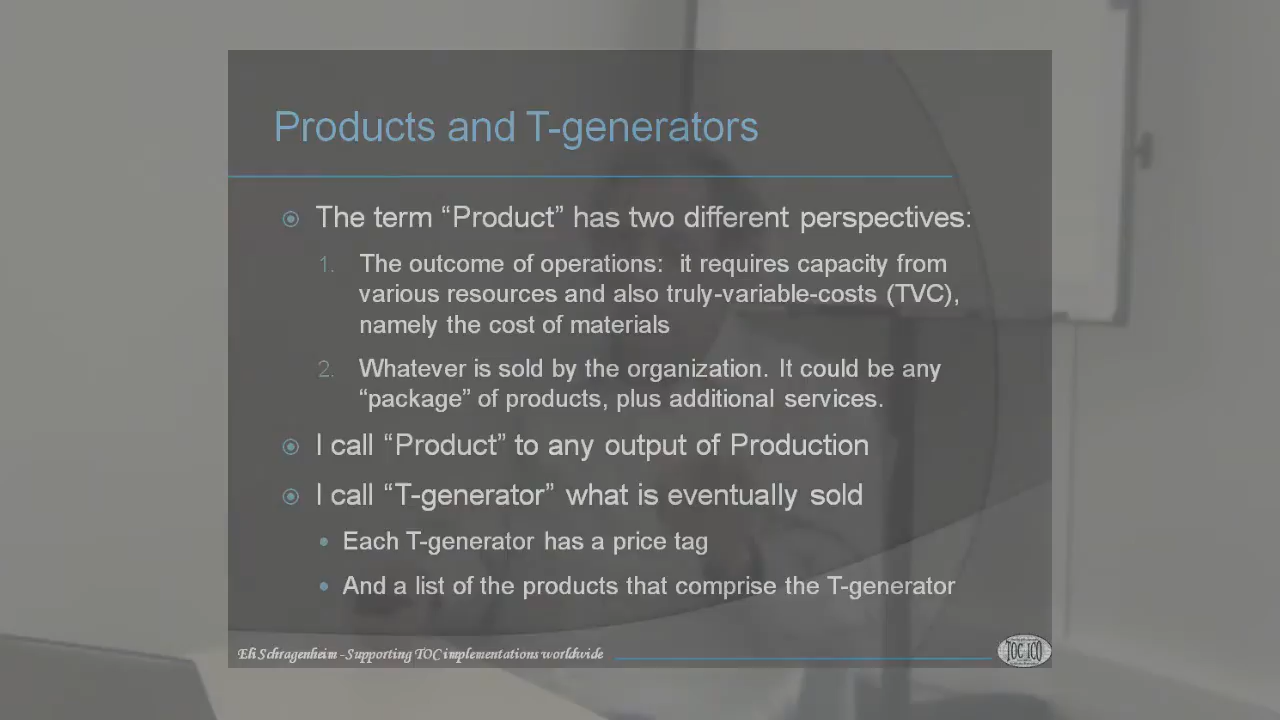 Products and T-generators
The term “Product” has two different perspectives:
1. The outcome of operations: it requires capacity from
various resources and also truly-variable-costs (TVC),
namely the cost of materials
2. Whatever is sold by the organization. It could be any
“package” of products, plus additional services.
I call “Product” to any output of Production
I call “T-generator” what is eventually sold
Each T-generator has a price tag
And a list of the products that comprise the T-generator
Eli Schragenheim -Supporting TOC implementations worldwide